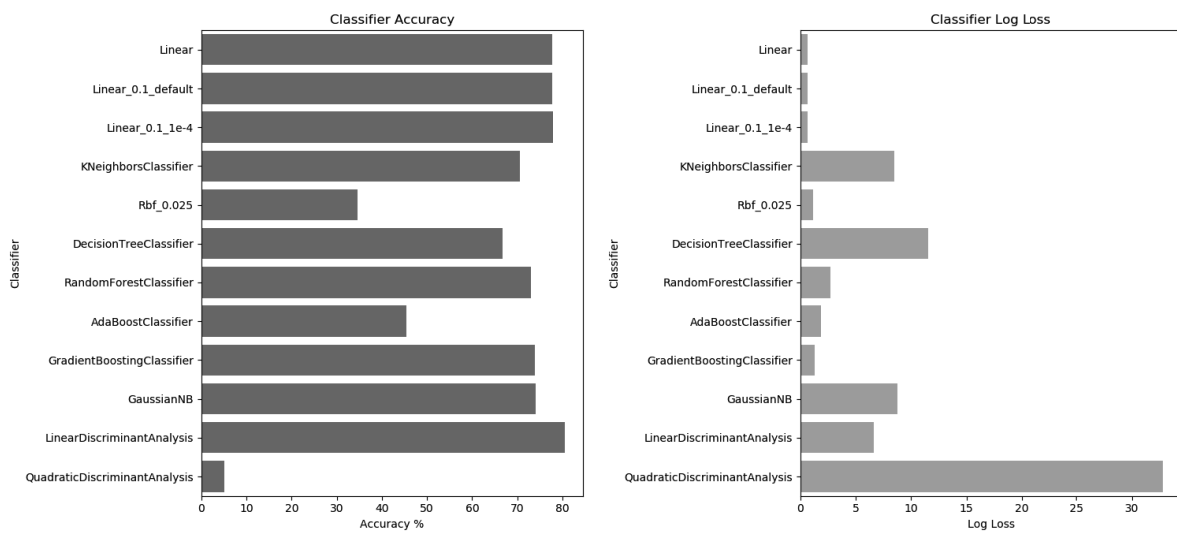 Classifier Accuracy
Classifier
Linear
Linear_0.1_default
Linear_0.1_1e-4
KNeighborsClassifier
Rbf_0.025
DecisionTreeClassifier
RandomForestClassifier
AdaBoostClassifier
GradientBoostingClassifier
GaussianNB
LinearDiscriminantAnalysis
QuadraticDiscriminantAnalysis
0 10 20 30 40 50 60 70 80
Accuracy %
Classifier Log Loss
Classifier
Linear
Linear_0.1_default
Linear_0.1_1e-4
KNeighborsClassifier
Rbf_0.025
DecisionTreeClassifier
RandomForestClassifier
AdaBoostClassifier
GradientBoostingClassifier
GaussianNB
LinearDiscriminantAnalysis
QuadraticDiscriminantAnalysis
0 5 10 15 20 25 30
Log Loss